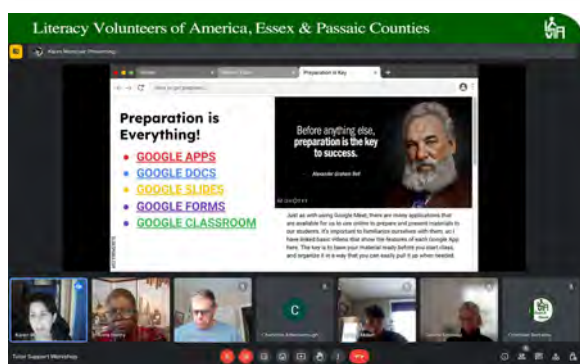 Literacy Volunteers of America, Essex & Passaic Counties
(Presenting)
Preparation is Key
Preparation is
Everything!
GOOGLE APPS
GOOGLE DOCS
GOOGLE SLIDES
GOOGLE FORMS
GOOGLE CLASSROOM
Before anything else,
preparation is the key
to success.
Alexander Graham Bell
Just as with using Google Meet, there are many applications that
are available for us to use online to prepare and present materials to
our students. It's important to familiarize ourselves with them, so I
have linked basic videos that show the features of each Google App
here. The key is to have your material ready before you start class,
and organize it in a way that you can easily pull it up when needed.
Karen
C
Tutor Support Workshop